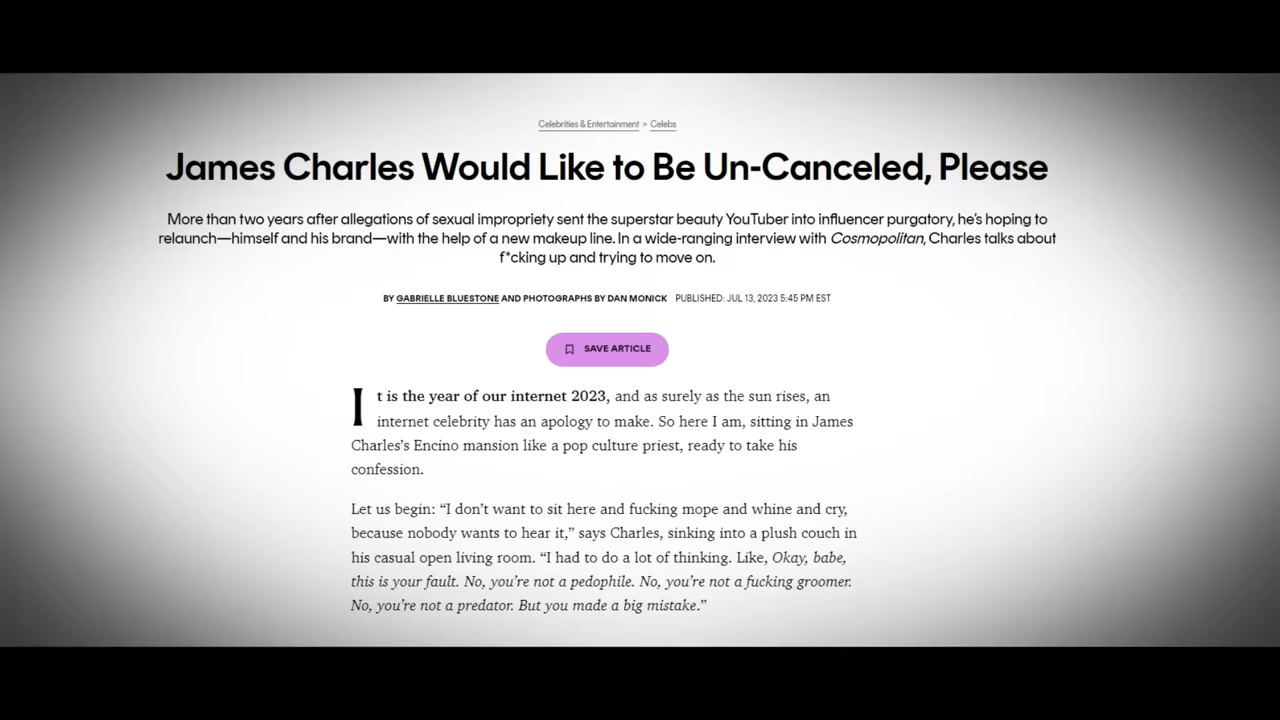 Celebrities & Entertainment > Celebs
James Charles Would Like to Be Un-Canceled, Please
More than two years after allegations of sexual impropriety sent the superstar beauty YouTuber into influencer purgatory, he's hoping to
relaunch—himself and his brand—with the help of a new makeup line. In a wide-ranging interview with Cosmopolitan, Charles talks about
f*cking up and trying to move on.
BY GABRIELLE BLUESTONE AND PHOTOGRAPHS BY DAN MONICK PUBLISHED: JUL 13, 2023 5:45 PM EST
SAVE ARTICLE
It is the year of our internet 2023, and as surely as the sun rises, an
internet celebrity has an apology to make. So here I am, sitting in James
Charles's Encino mansion like a pop culture priest, ready to take his
confession.
Let us begin: “I don't want to sit here and fucking mope and whine and cry,
because nobody wants to hear it,” says Charles, sinking into a plush couch in
his casual open living room. “I had to do a lot of thinking. Like, Okay, babe,
this is your fault. No, you're not a pedophile. No, you're not a fucking groomer.
No, you're not a predator. But you made a big mistake.”